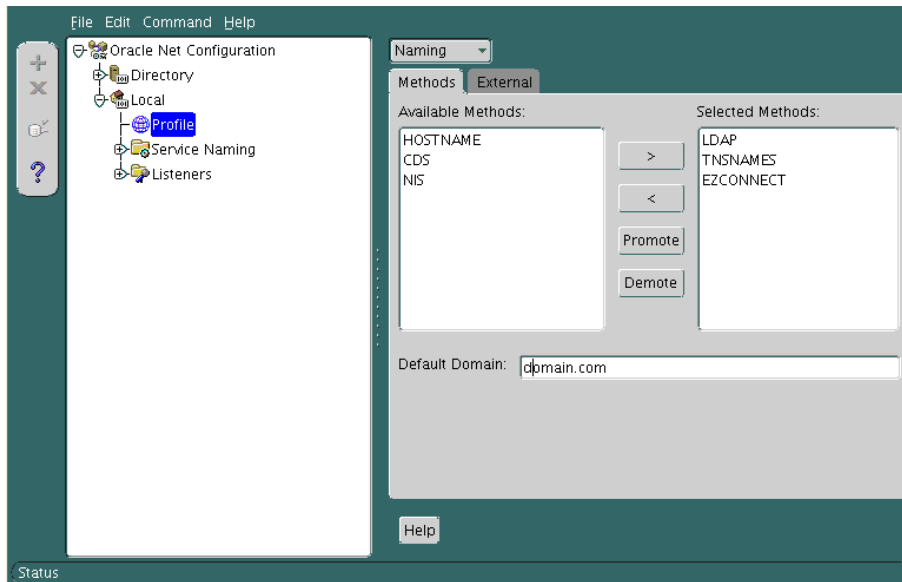 File Edit Command Help
Oracle Net Configuration
Directory
Local
Profile
Service Naming
Listeners
Naming
Methods External
Available Methods:
HOSTNAME
CDS
NIS
>
<
Promote
Demote
Selected Methods:
LDAP
TNSNAMES
EZCONNECT
Default Domain: domain.com
Help
Status